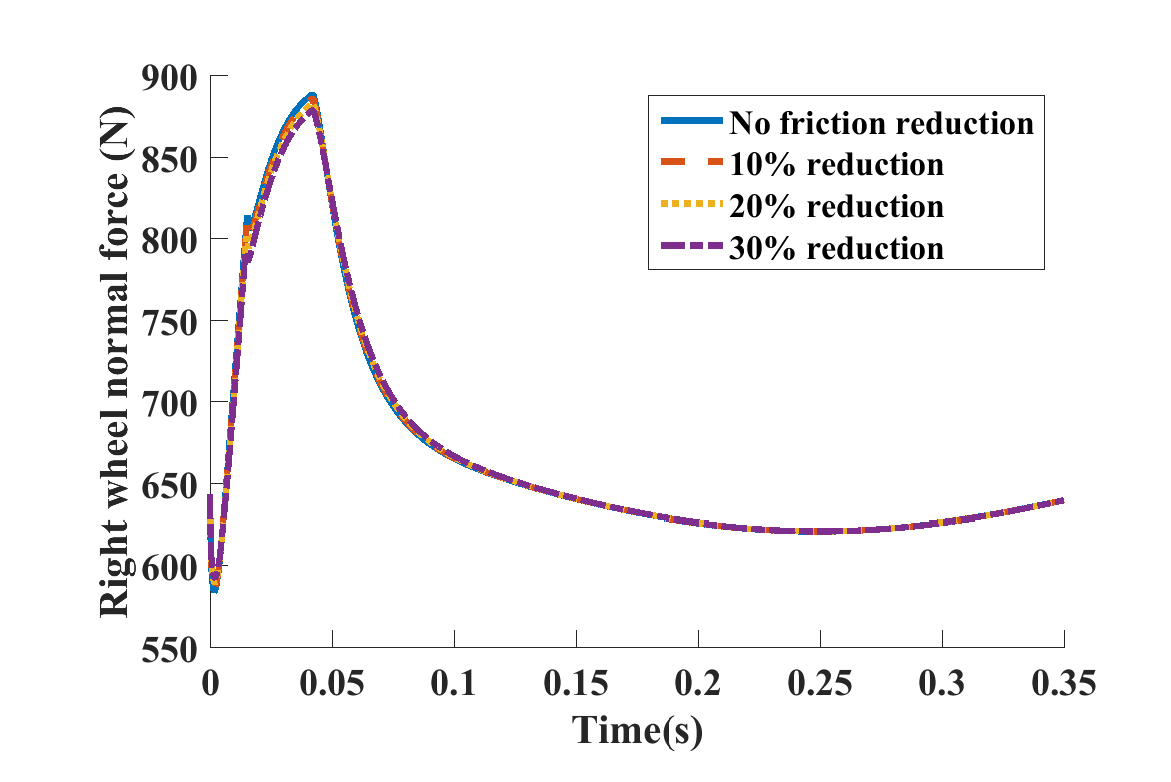 Right wheel normal force (N)
900
850
800
750
700
650
600
550
No friction reduction
10% reduction
20% reduction
30% reduction
0 0.05 0.1 0.15 0.2 0.25 0.3 0.35
Time(s)